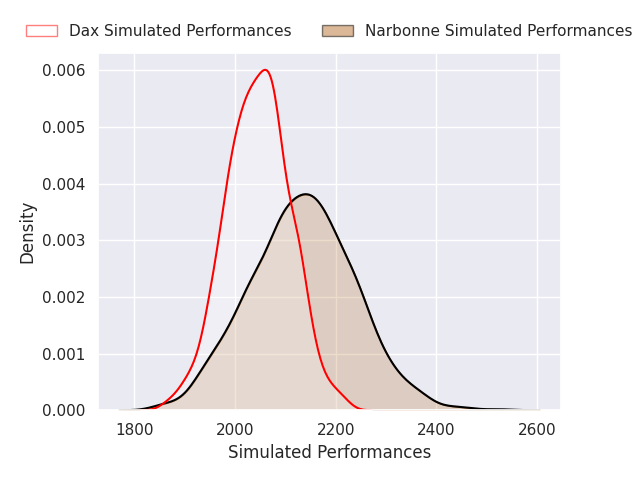 Dax Simulated Performances Narbonne Simulated Performances
0.006
0.005
0.004
0.003
0.002
0.001
0.000
Density
1800 2000 2200 2400 2600
Simulated Performances